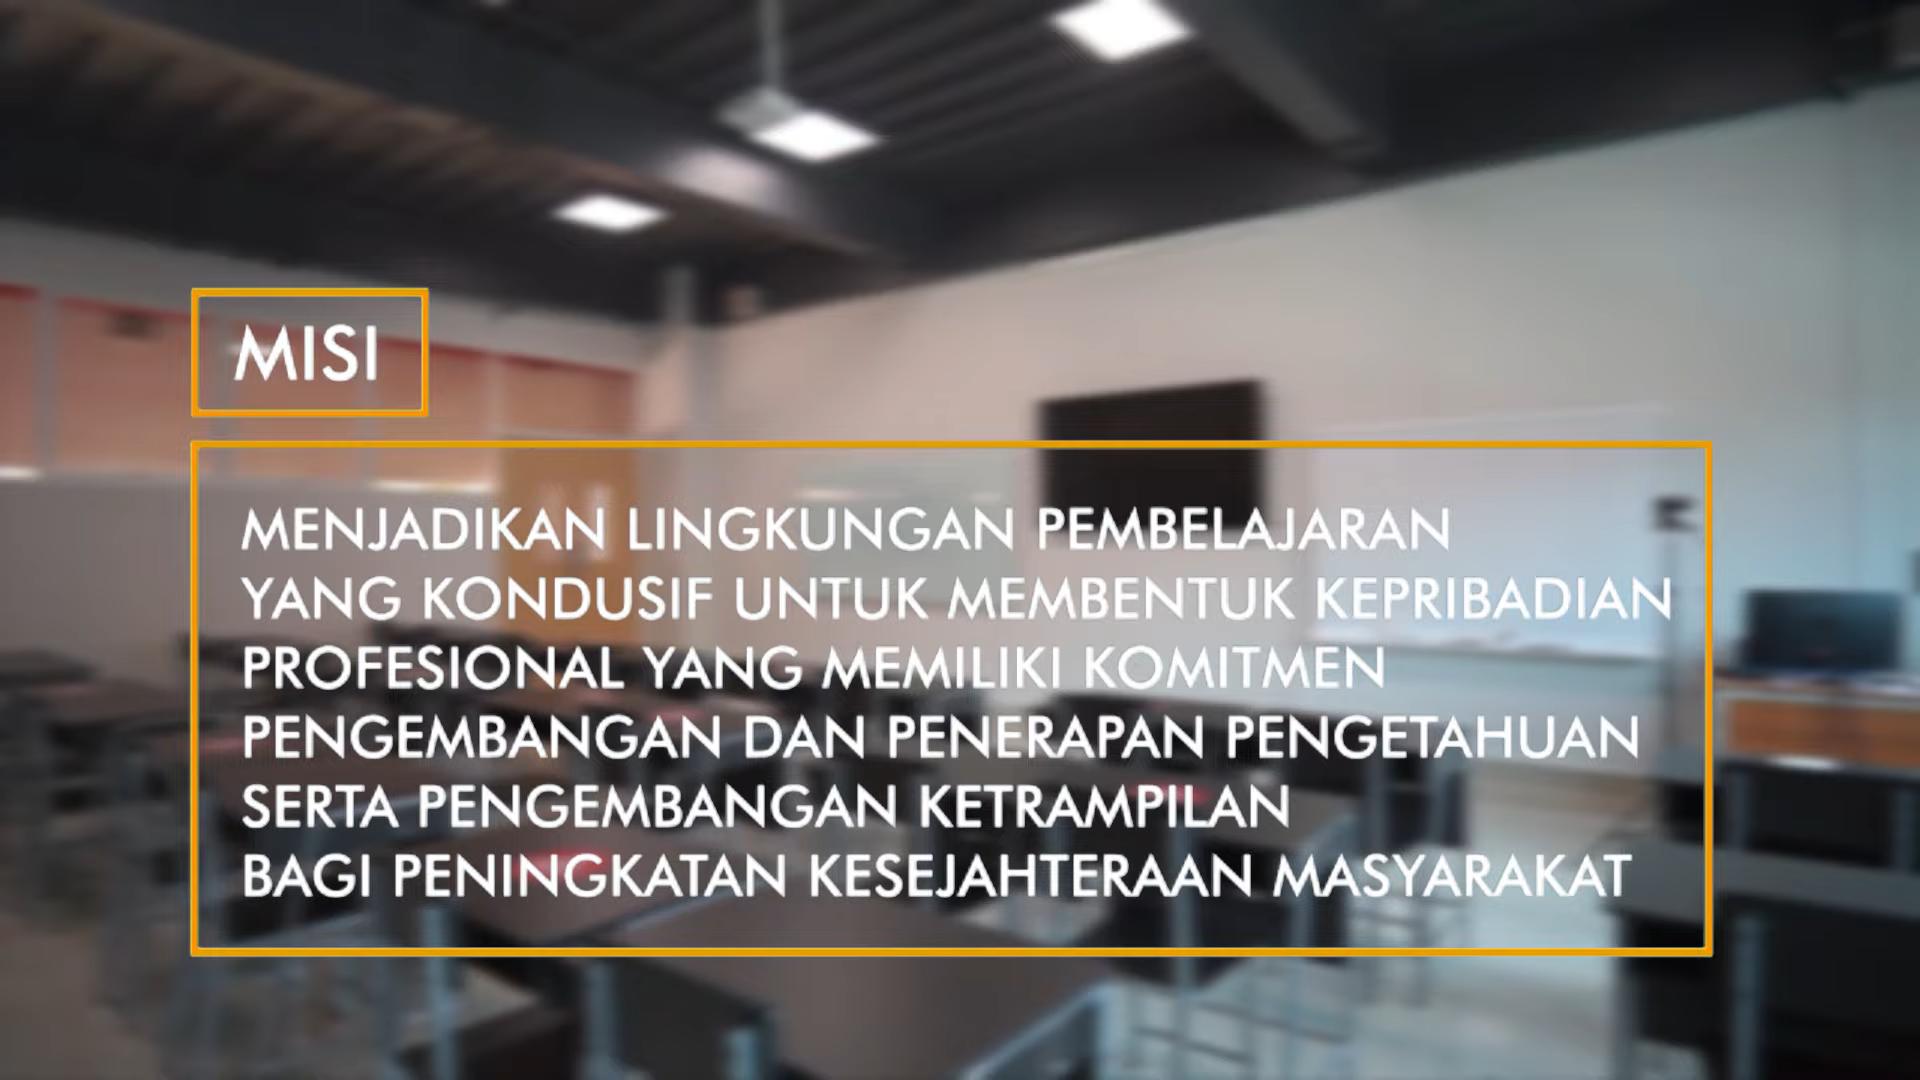 MISI
MENJADIKAN LINGKUNGAN PEMBELAJARAN
YANG KONDUSIF UNTUK MEMBENTUK KEPRIBADIAN
PROFESIONAL YANG MEMILIKI KOMITMEN
PENGEMBANGAN DAN PENERAPAN PENGETAHUAN
SERTA PENGEMBANGAN KETRAMPILAN
BAGI PENINGKATAN KESEJAHTERAAN MASYARAKAT